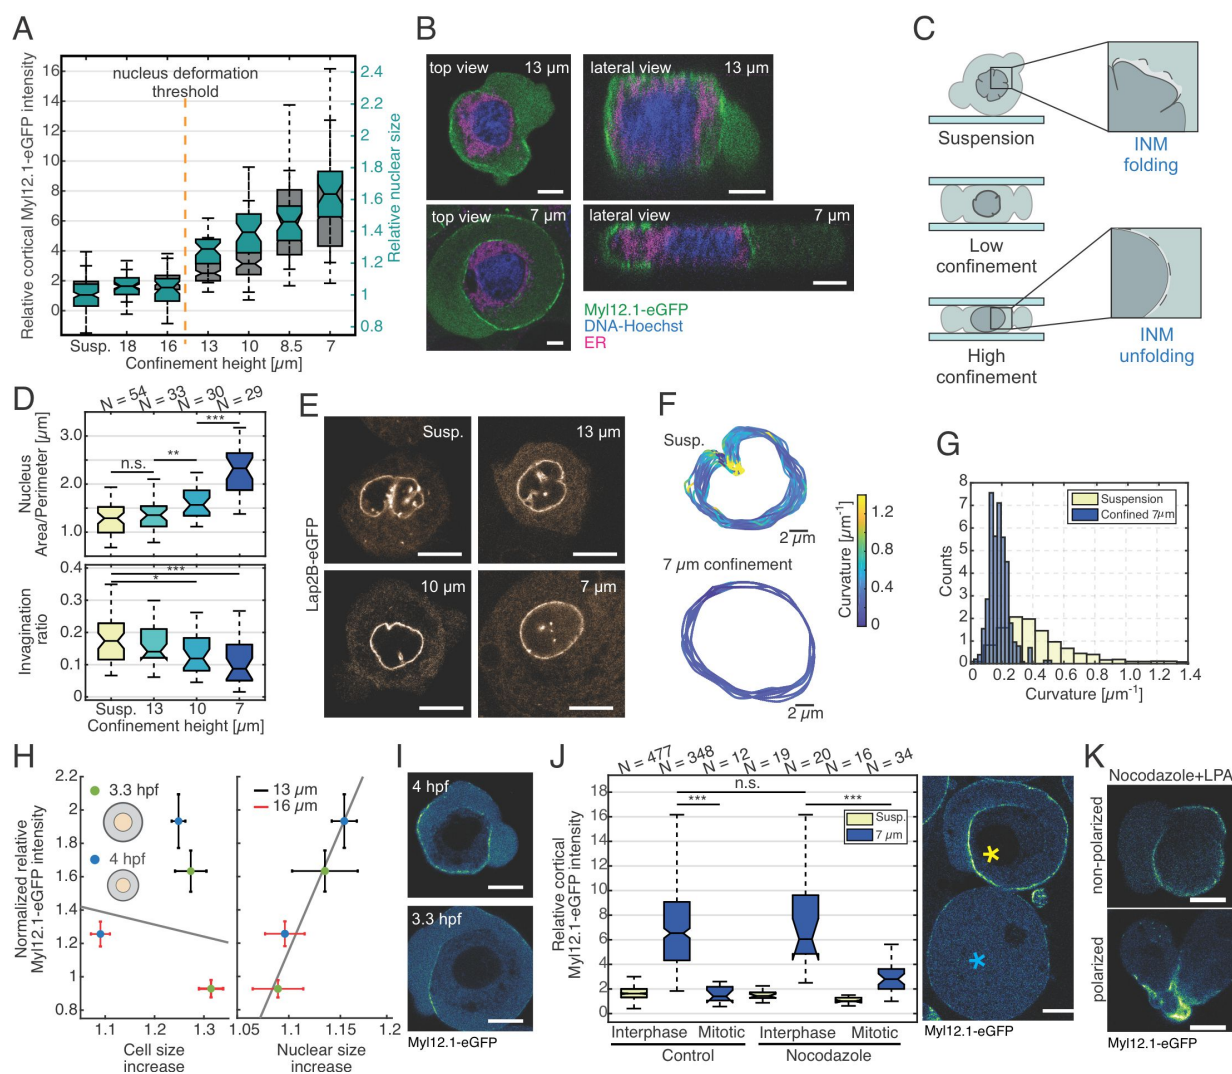 A
Relative cortical Myl12.1-eGFP intensity
16
14
12
10
8
6
4
2
0
nucleus deformation
threshold
2.4
2.2
2
1.8
1.6
1.4
1.2
1
0.8
Relative nuclear size
Susp. 18 16 13 10 8.5 7
Confinement height [µm]
B
top view 13 µm
lateral view 13 µm
top view 7 µm
lateral view 7 µm
Myl12.1-eGFP
DNA-Hoechst
ER
C
Suspension
INM
folding
Low
confinement
High
confinement
INM
unfolding
D
N = 54 N = 33 N = 30 N = 29
Nucleus
Area/Perimeter [µm]
3.0
2.0
1.0
n.s. ** ***
Invagination
ratio
0.4
0.3
0.2
0.1
0
***
*
Susp. 13 10 7
Confinement height [µm]
E
Lap2B-eGFP
Susp.
13 µm
10 µm
7 µm
F
Susp.
2 µm
7 µm confinement
2 µm
Curvature [µm-1]
1.2
0.8
0.4
0
G
Counts
8
7
6
5
4
3
2
1
0
Suspension
Confined 7µm
0 0.2 0.4 0.6 0.8 1.0 1.2 1.4
Curvature [µm-1]
H
Normalized relative
Myl12.1-eGFP intensity
2.2
2
1.8
1.6
1.4
1.2
1
0.8
3.3 hpf
4 hpf
1.1 1.2 1.3
Cell size
increase
13 µm
16 µm
1.05 1.1 1.15 1.2
Nuclear size
increase
I
4 hpf
3.3 hpf
Myl12.1-eGFP
J
N = 477 N = 348 N = 12 N = 19 N = 20 N = 16 N = 34
Relative cortical
Myl12.1-eGFP intensity
18
16
14
12
10
8
6
4
2
0
n.s.
*** ***
Susp.
7 µm
Interphase Mitotic Interphase Mitotic
Control Nocodazole
Myl12.1-eGFP
K
Nocodazole+LPA
non-polarized
polarized
Myl12.1-eGFP